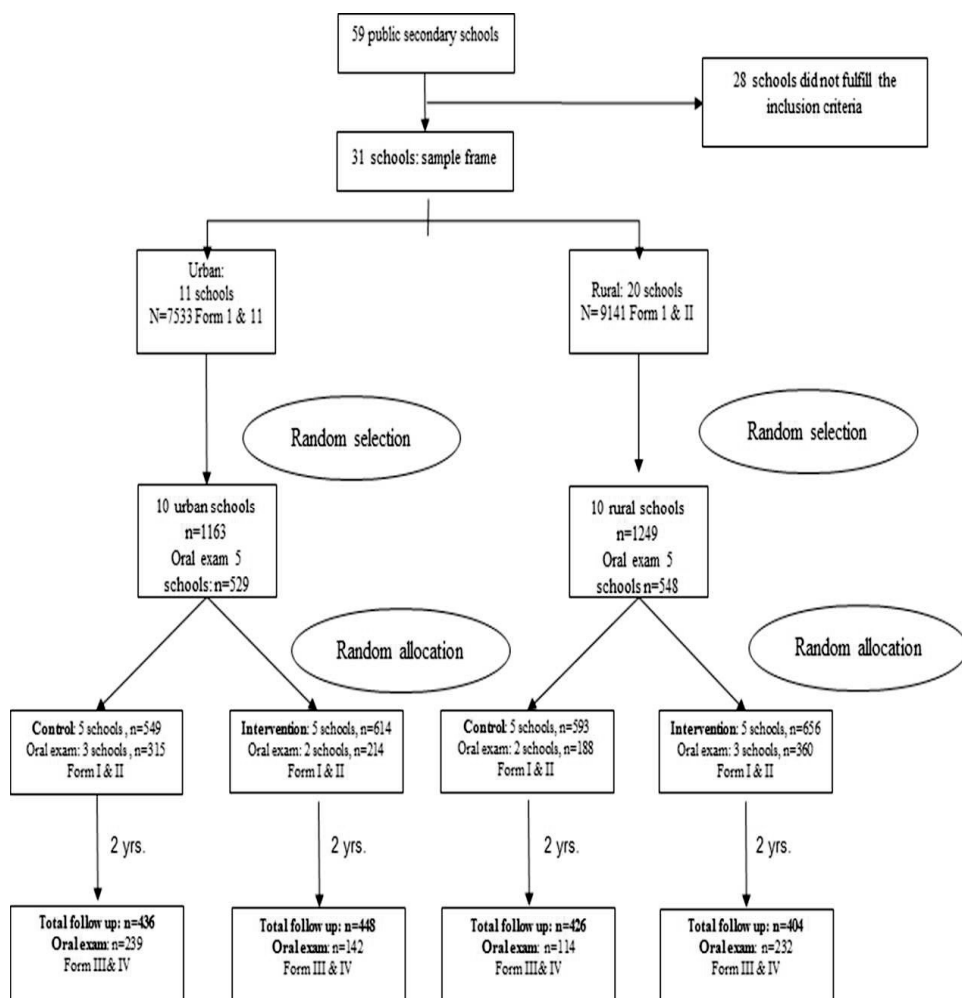 59 public secondary schools
28 schools did not fulfill the
inclusion criteria
31 schools: sample frame
Urban:
11 schools
N=7533 Form 1 & 11
Rural: 20 schools
N=9141 Form 1 & II
Random selection
Random selection
10 urban schools
n=1163
Oral exam 5
schools: n=529
10 rural schools
n=1249
Oral exam 5
schools n=548
Random allocation
Random allocation
Control: 5 schools , n=549
Oral exam: 3 schools , n=315
Form I & II
Intervention: 5 schools, n=614
Oral exam: 2 schools, n=214
Form I & II
Control: 5 schools, n=593
Oral exam: 2 schools, n=188
Form I & II
Intervention: 5 schools, n=656
Oral exam: 3 schools, n=360
Form I & II
2 yrs.
2 yrs.
2 yrs.
2 yrs.
Total follow up: n=436
Oral exam: n=239
Form III& IV
Total follow up: n=448
Oral exam: n=142
Form III & IV
Total follow up: n=426
Oral exam: n=114
Form III & IV
Total follow up: n=404
Oral exam: n=232
Form III & IV